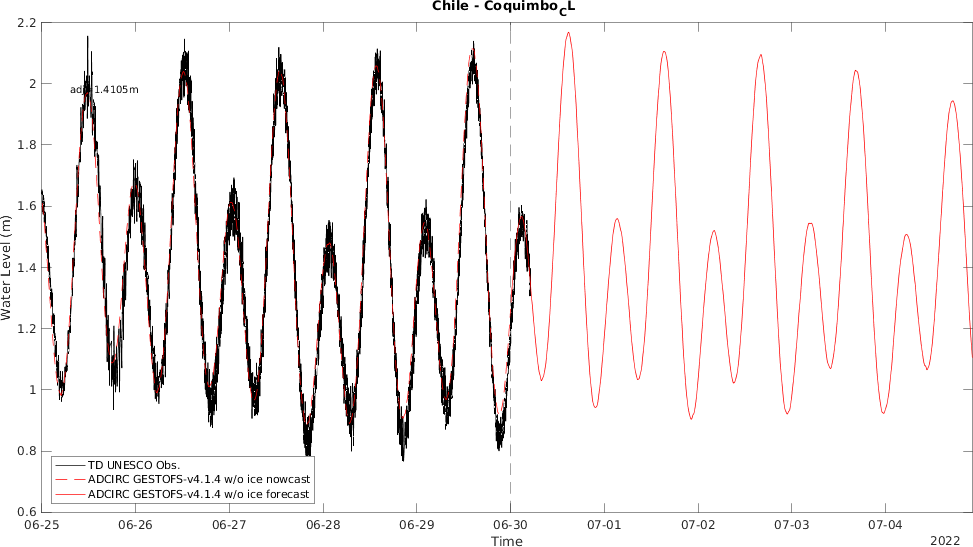 Chile - Coquimbo_CL
2.2
2
1.8
1.6
1.4
1.2
1
0.8
0.6
Water Level (m)
1.4105m
TD UNESCO Obs.
ADCIRC GESTOFS-v4.1.4 w/o ice nowcast
ADCIRC GESTOFS-v4.1.4 w/o ice forecast
06-25 06-26 06-27 06-28 06-29 06-30 07-01 07-02 07-03 07-04
Time
2022